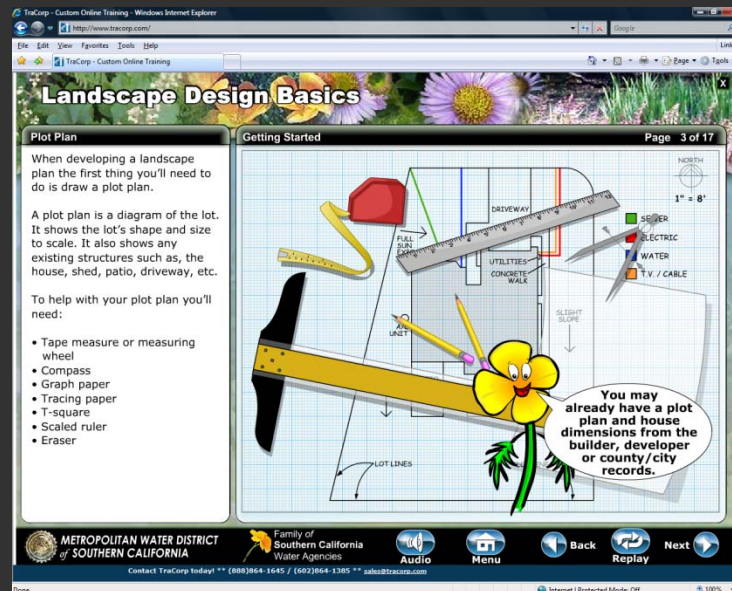 TraCorp - Custom Online Training - Windows Internet Explorer
http://www.tracorp.com/
Google
File Edit View Favorites Tools Help
Link
TraCorp - Custom Online Training
Page Tools
Landscape Design Basics
X
Plot Plan
Getting Started
Page 3 of 17
When developing a landscape
plan the first thing you'll need to
do is draw a plot plan.
A plot plan is a diagram of the lot.
It shows the lot's shape and size
to scale. It also shows any
existing structures such as, the
house, shed, patio, driveway, etc.
To help with your plot plan you'll
need:
• Tape measure or measuring
wheel
• Compass
• Graph paper
• Tracing paper
• T-square
• Scaled ruler
• Eraser
NORTH
1" = 8'
DRIVEWAY
SEWER
ELECTRIC
WATER
T.V. / CABLE
FULL
SUN
UTILITIES
CONCRETE
WALK
SLIGHT
SLOPE
UNIT
LOT LINES
You may
already have a plot
plan and house
dimensions from the
builder, developer
or county/city
records.
METROPOLITAN WATER DISTRICT
of SOUTHERN CALIFORNIA
Family of
Southern California
Water Agencies
Audio
Menu
Back
Replay
Next
Contact TraCorp today! ** (888)864-1645 / (602)864-1385 ** sales@tracorp.com
Done
Internet | Protected Mode: Off
100%